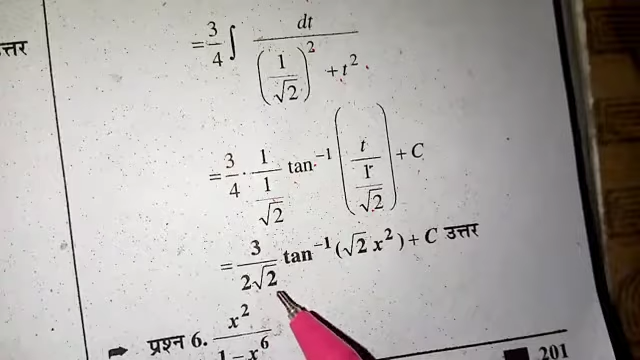 त्तर
= 3/4 ∫ dt / ((1/√2)² + t²)
= 3/4 · 1/(1/√2) tan⁻¹ (t/(1/√2)) + C
= 3/(2√2) tan⁻¹ (√2 x²) + C उत्तर
प्रश्न 6. x²/(1 − x⁶)
201